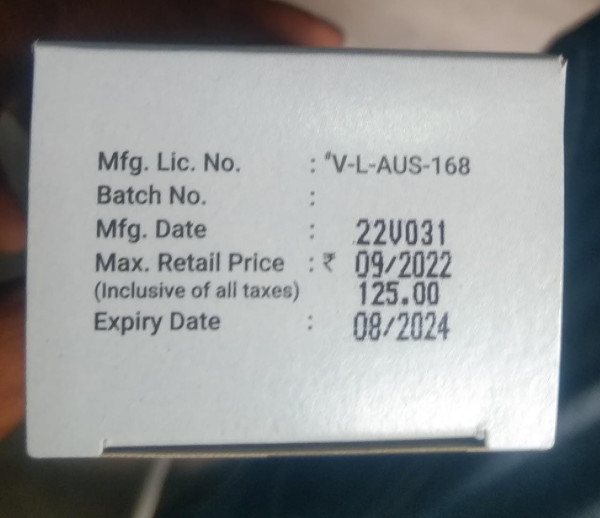 Mfg. Lic. No. : #V-L-AUS-168
Batch No. :
Mfg. Date : 22V031
Max. Retail Price : ₹ 09/2022
(Inclusive of all taxes) 125.00
Expiry Date : 08/2024